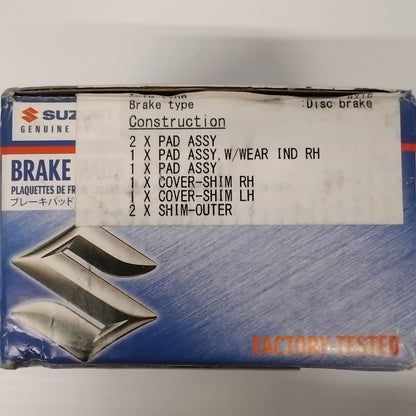 Brake type :Disc brake
Construction
2 X PAD ASSY
1 X PAD ASSY,W/WEAR IND RH
1 X PAD ASSY
1 X COVER-SHIM RH
1 X COVER-SHIM LH
2 X SHIM-OUTER
SUZ
GENUINE
BRAKE
PLAQUETTES DE FR
ブレーキパッド
FACTORY-TESTED